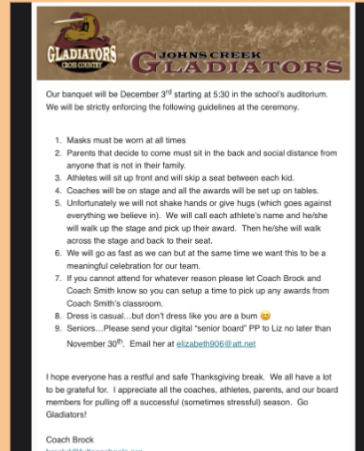 GLADIATORS
CROSS COUNTRY
JOHNS CREEK
GLADIATORS
Our banquet will be December 3rd starting at 5:30 in the school's auditorium.
We will be strictly enforcing the following guidelines at the ceremony.
1. Masks must be worn at all times
2. Parents that decide to come must sit in the back and social distance from
anyone that is not in their family.
3. Athletes will sit up front and will skip a seat between each kid.
4. Coaches will be on stage and all the awards will be set up on tables.
5. Unfortunately we will not shake hands or give hugs (which goes against
everything we believe in). We will call each athlete's name and he/she
will walk up the stage and pick up their award. Then he/she will walk
across the stage and back to their seat.
6. We will go as fast as we can but at the same time we want this to be a
meaningful celebration for our team.
7. If you cannot attend for whatever reason please let Coach Brock and
Coach Smith know so you can setup a time to pick up any awards from
Coach Smith's classroom.
8. Dress is casual...but don't dress like you are a bum 😊
9. Seniors...Please send your digital "senior board" PP to Liz no later than
November 30th. Email her at elizabeth906@att.net
I hope everyone has a restful and safe Thanksgiving break. We all have a lot
to be grateful for. I appreciate all the coaches, athletes, parents, and our board
members for pulling off a successful (sometimes stressful) season. Go
Gladiators!
Coach Brock